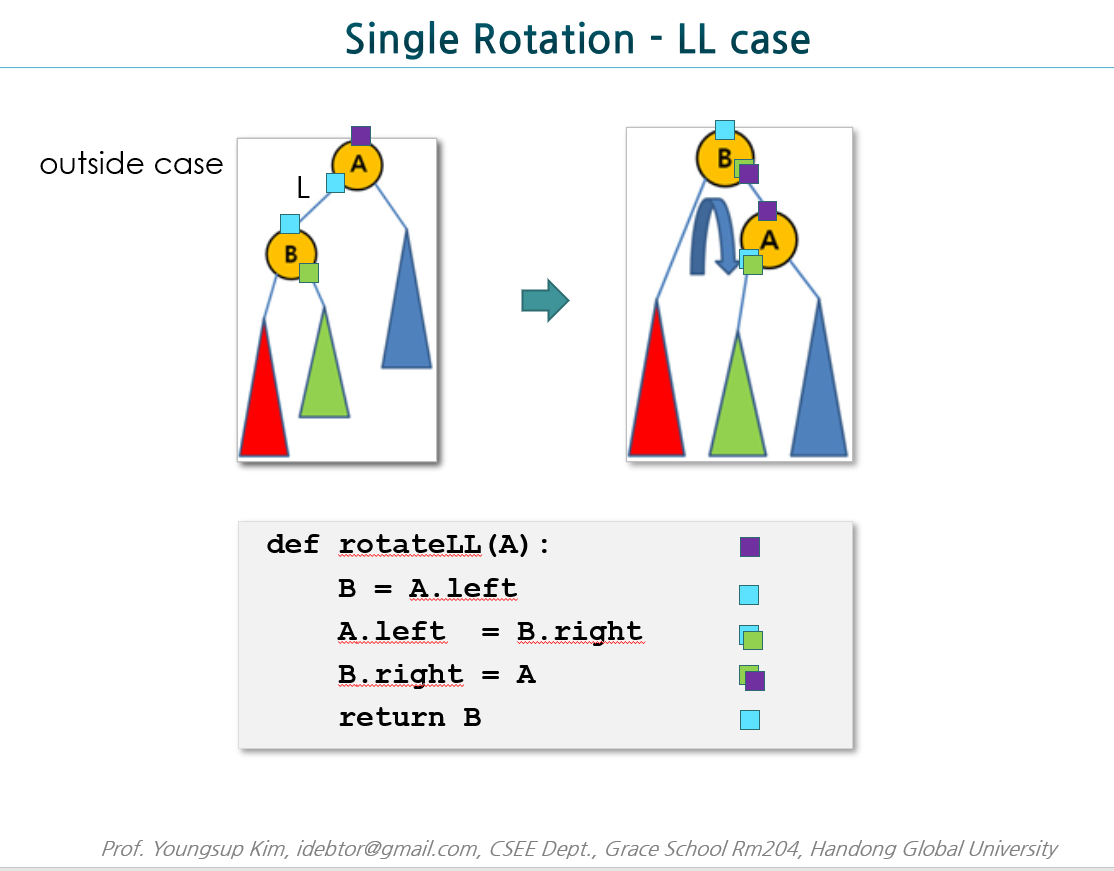 Single Rotation - LL case
outside case
A
L
B
B
A
def rotateLL(A):
B = A.left
A.left  = B.right
B.right = A
return B
Prof. Youngsup Kim, idebtor@gmail.com, CSEE Dept., Grace School Rm204, Handong Global University